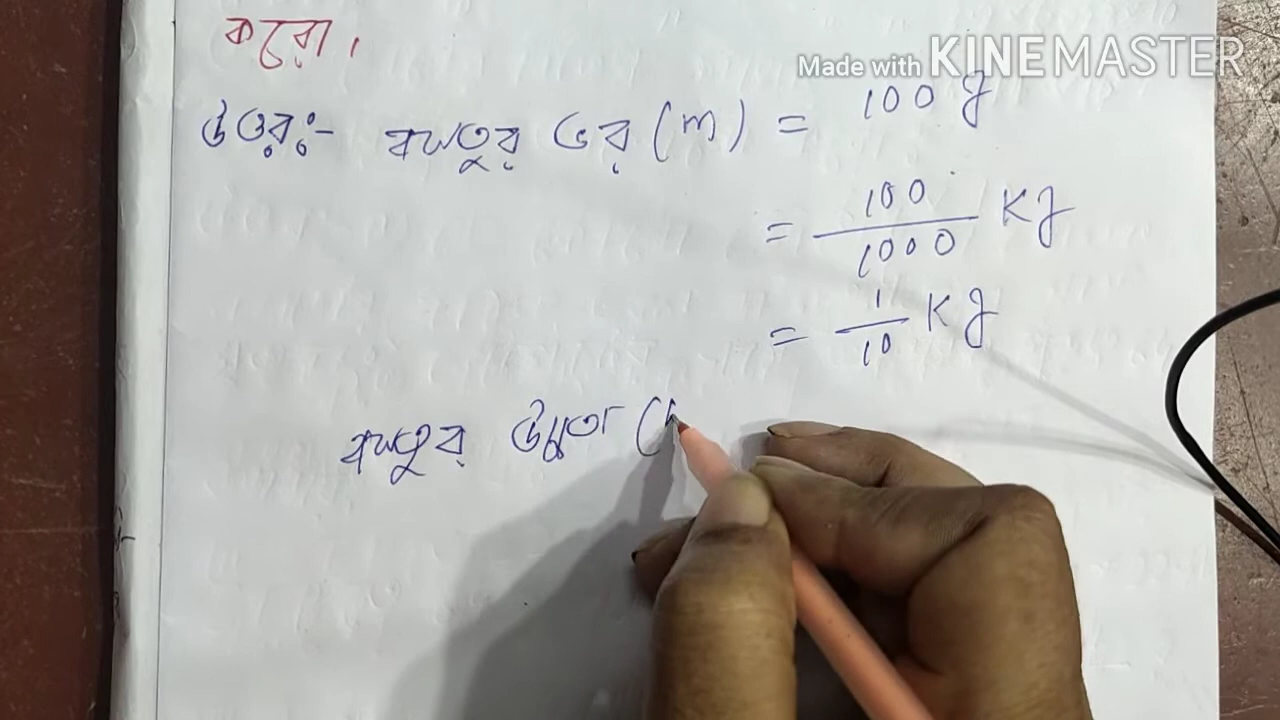 করো।
Made with KINEMASTER
উত্তর:- বস্তুর ভর (m) = 100 g
= 100/1000 Kg
= 1/10 Kg
বস্তুর উষ্ণতা (